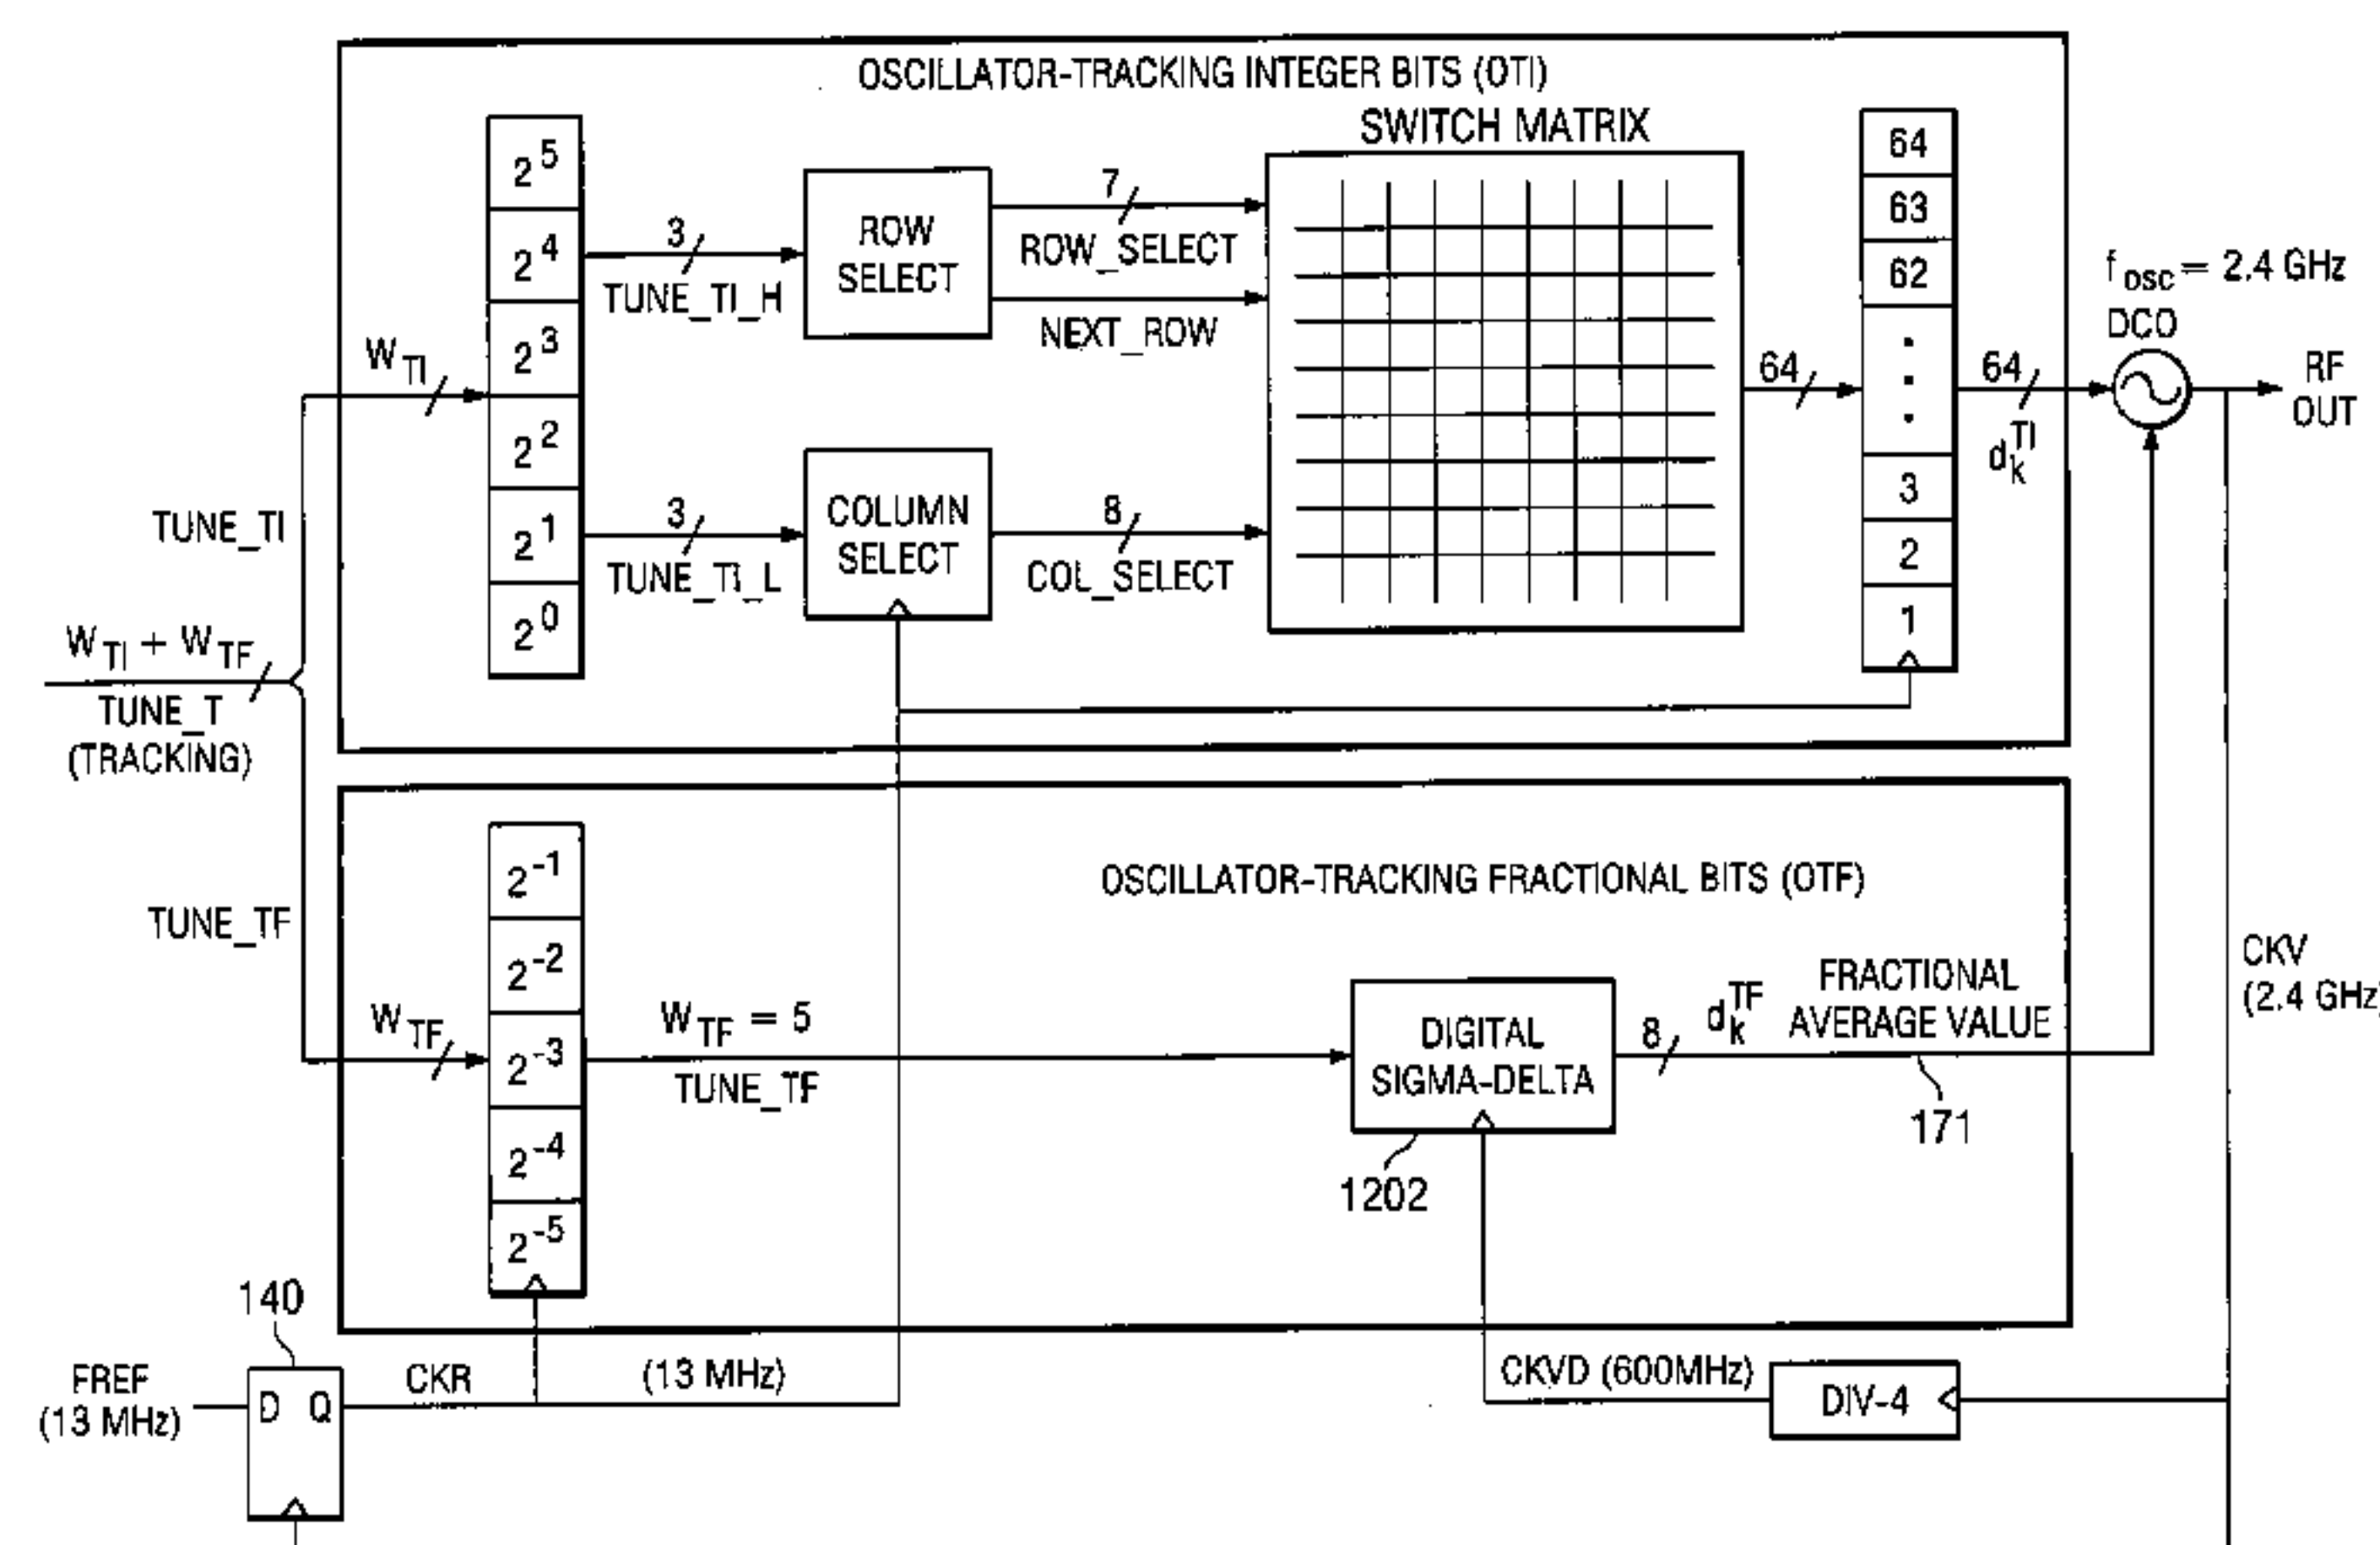 OSCILLATOR-TRACKING INTEGER BITS (OTI)
SWITCH MATRIX
2^5
2^4
2^3
2^2
2^1
2^0
W_TI
TUNE_TI
3
TUNE_TI_H
ROW
SELECT
7
ROW_SELECT
NEXT_ROW
3
TUNE_TI_L
COLUMN
SELECT
8
COL_SELECT
64
64
63
62
3
2
1
64
d_k^TI
f_osc = 2.4 GHz
DCO
RF
OUT
W_TI + W_TF
TUNE_T
(TRACKING)
OSCILLATOR-TRACKING FRACTIONAL BITS (OTF)
TUNE_TF
W_TF
2^-1
2^-2
2^-3
2^-4
2^-5
W_TF = 5
TUNE_TF
DIGITAL
SIGMA-DELTA
1202
8
d_k^TF
FRACTIONAL
AVERAGE VALUE
171
CKV
(2.4 GHz)
140
FREF
(13 MHz)
D Q
CKR
(13 MHz)
CKVD (600MHz)
DIV-4